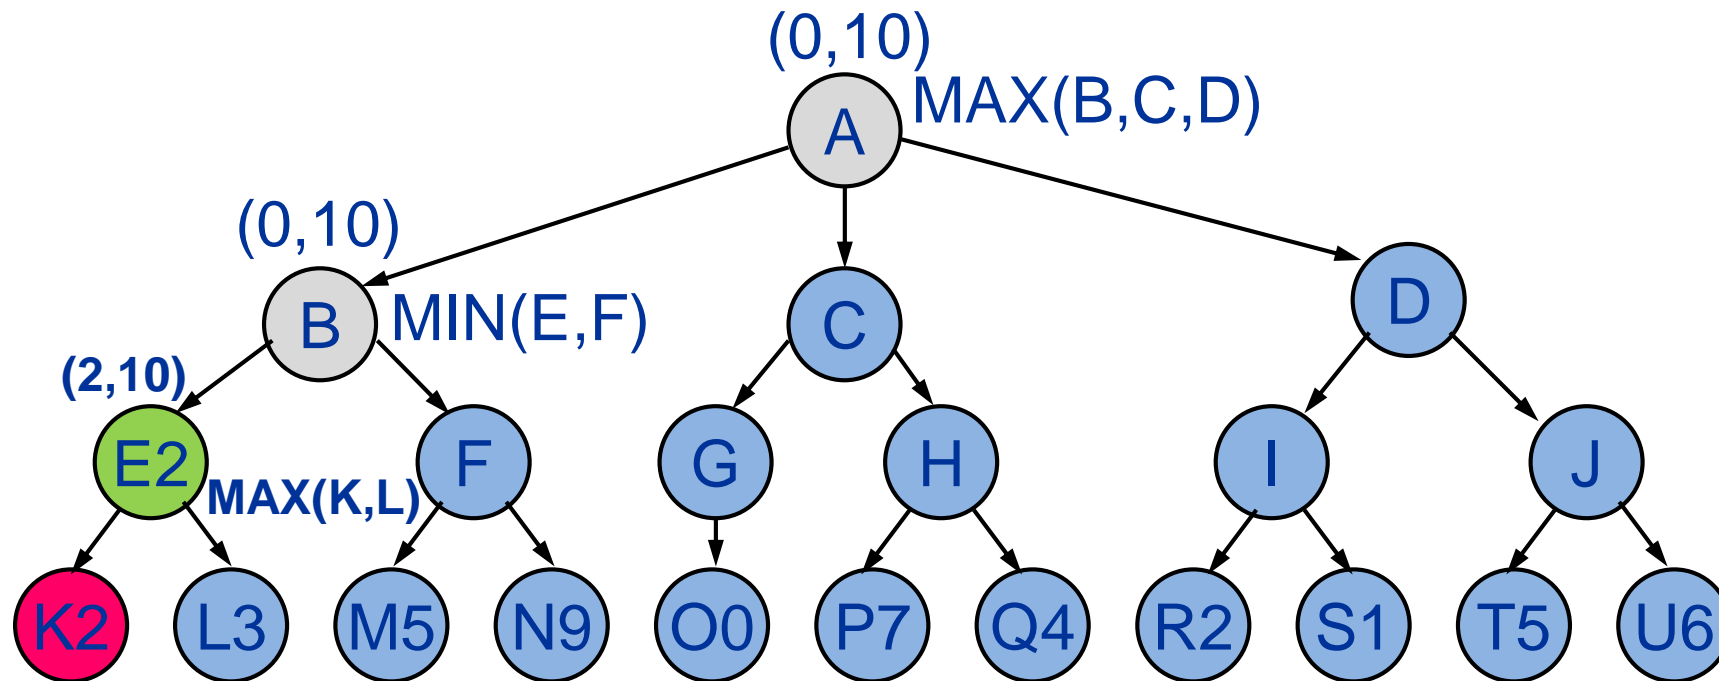 (0,10)
A MAX(B,C,D)
(0,10)
B MIN(E,F) C D
(2,10)
E2 F G H I J
MAX(K,L)
K2 L3 M5 N9 O0 P7 Q4 R2 S1 T5 U6